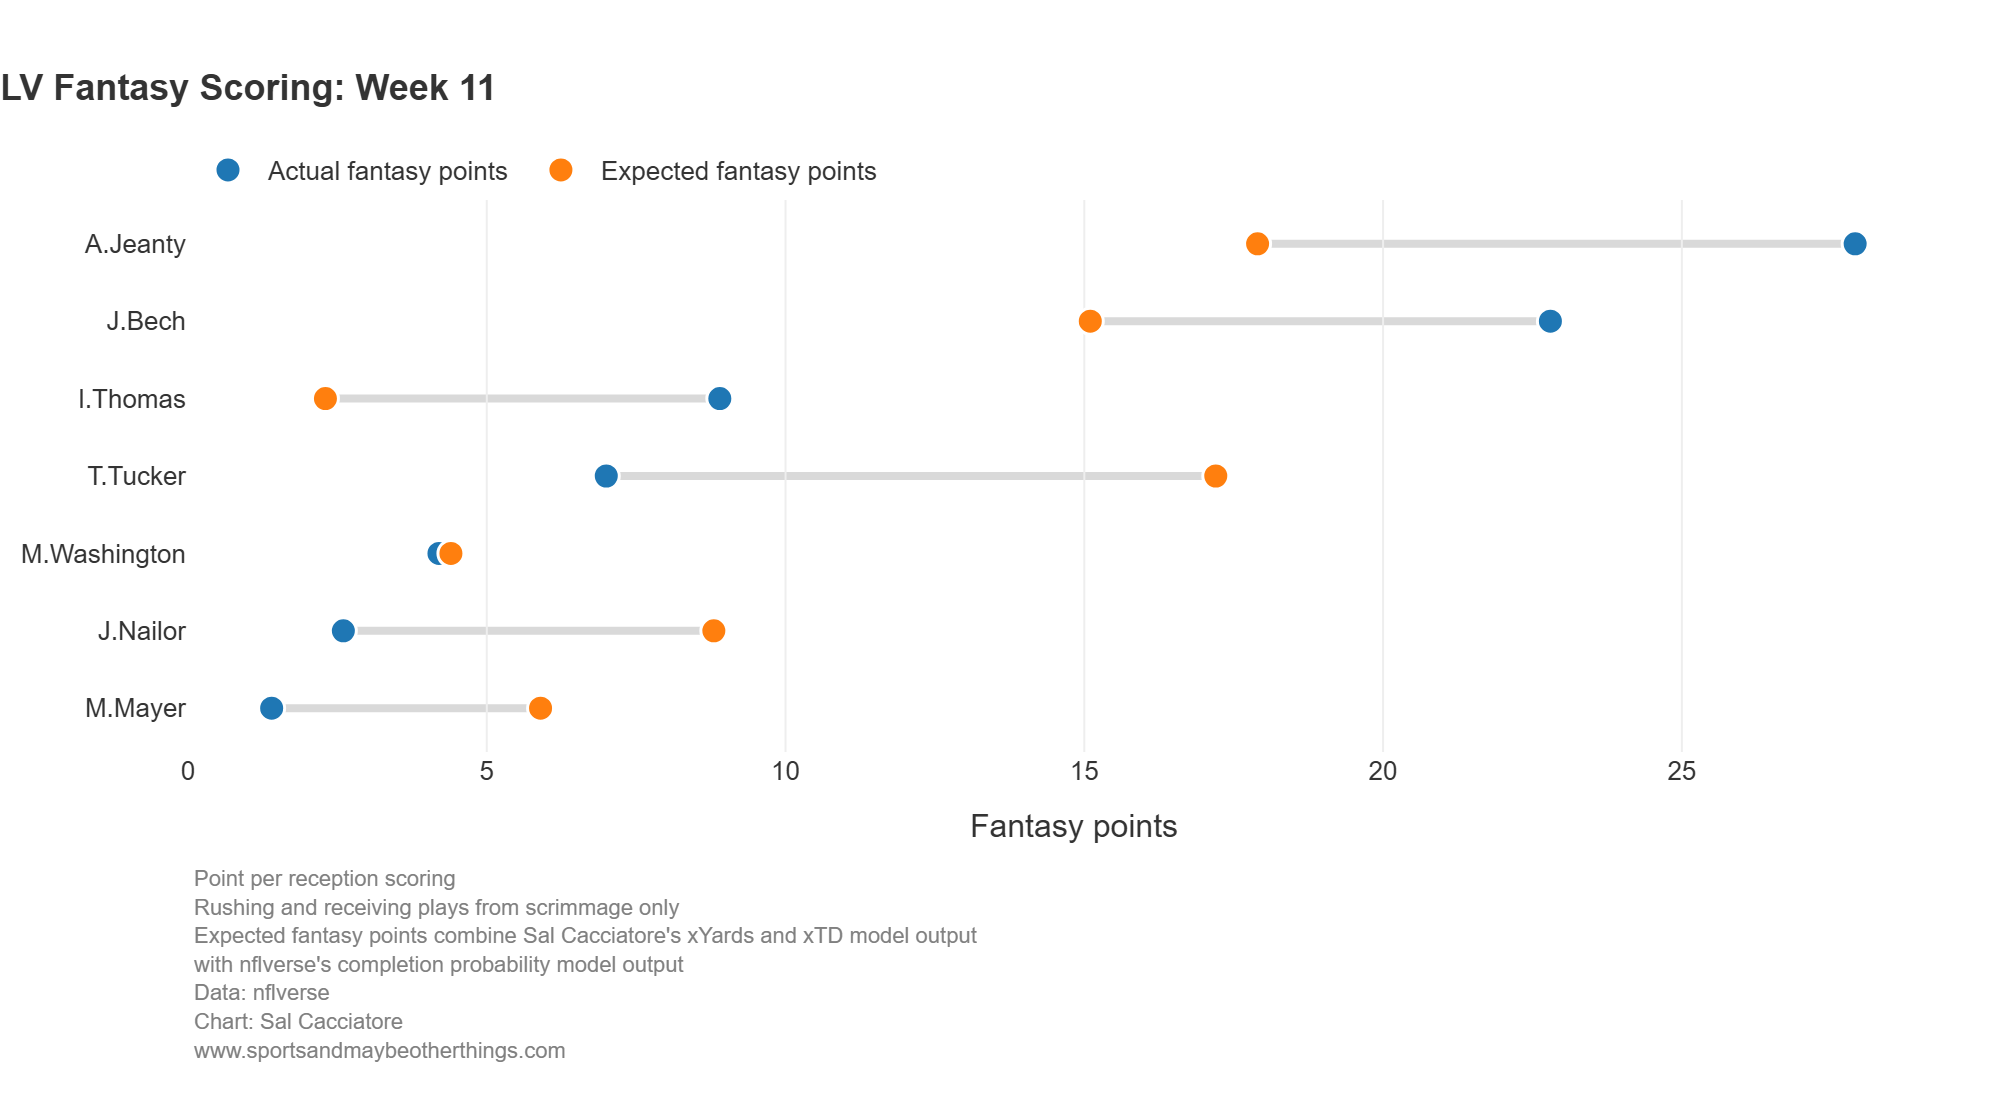 LV Fantasy Scoring: Week 11
Actual fantasy points
Expected fantasy points
A.Jeanty
J.Bech
I.Thomas
T.Tucker
M.Washington
J.Nailor
M.Mayer
0 5 10 15 20 25
Fantasy points
Point per reception scoring
Rushing and receiving plays from scrimmage only
Expected fantasy points combine Sal Cacciatore's xYards and xTD model output
with nflverse's completion probability model output
Data: nflverse
Chart: Sal Cacciatore
www.sportsandmaybeotherthings.com